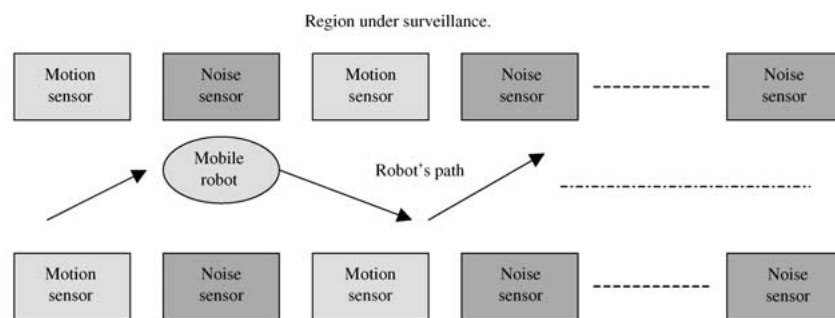 Region under surveillance.
Motion sensor
Noise sensor
Motion sensor
Noise sensor
Noise sensor
Mobile robot
Robot's path
Motion sensor
Noise sensor
Motion sensor
Noise sensor
Noise sensor